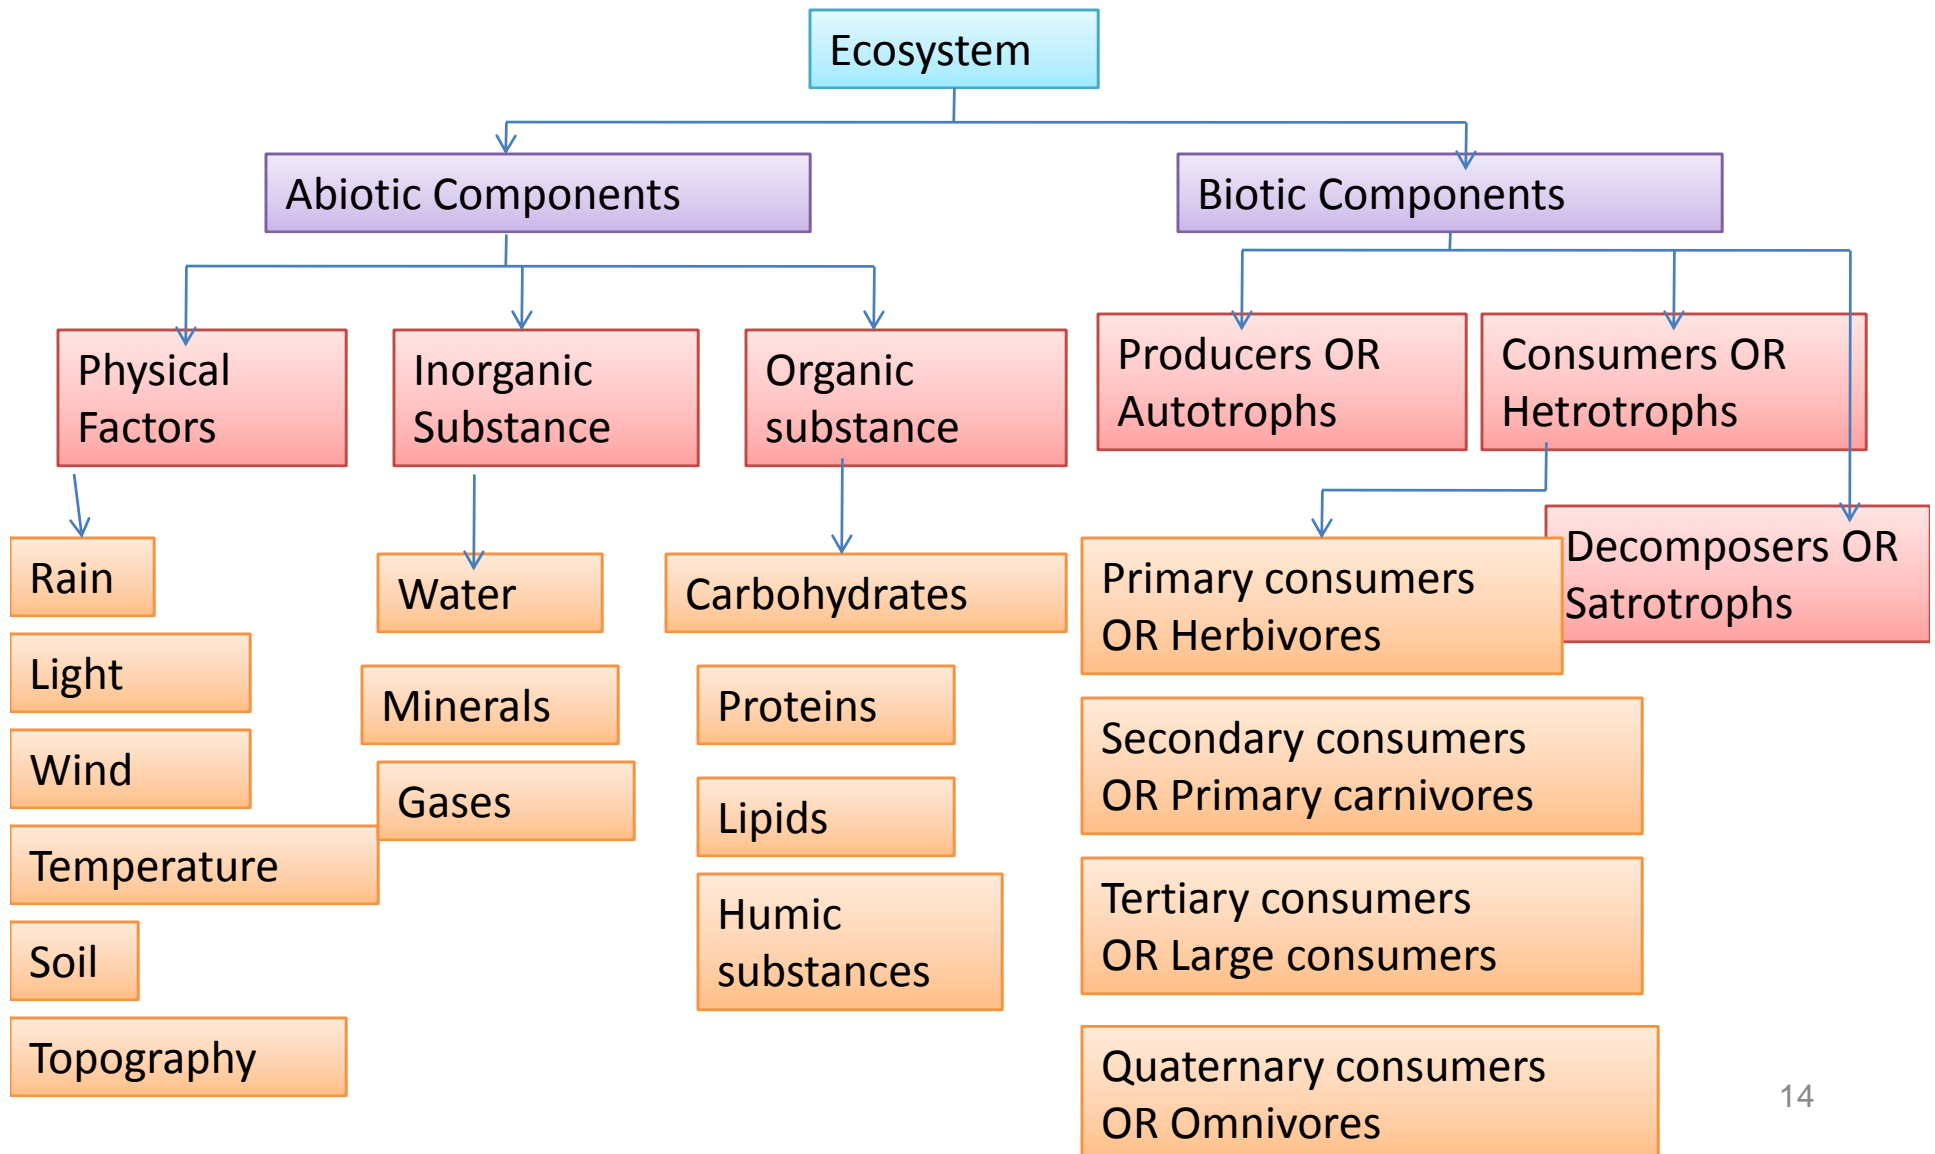 Ecosystem
Abiotic Components
Biotic Components
Physical
Factors
Inorganic
Substance
Organic
substance
Producers OR
Autotrophs
Consumers OR
Hetrotrophs
Decomposers OR
Satrotrophs
Rain
Light
Wind
Temperature
Soil
Topography
Water
Minerals
Gases
Carbohydrates
Proteins
Lipids
Humic
substances
Primary consumers
OR Herbivores
Secondary consumers
OR Primary carnivores
Tertiary consumers
OR Large consumers
Quaternary consumers
OR Omnivores
14